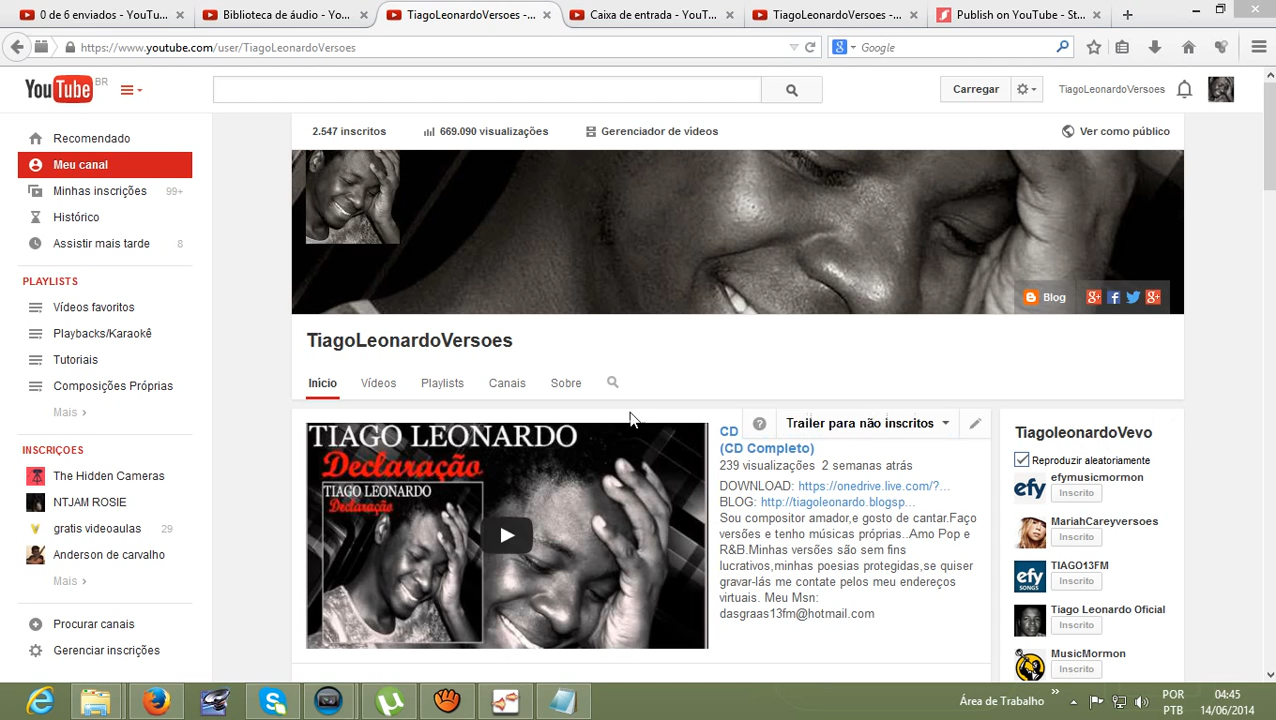 0 de 6 enviados - YouTu...
Biblioteca de áudio - YouT...
TiagoLeonardoVersoes -...
Caixa de entrada - YouT...
TiagoLeonardoVersoes -...
Publish on YouTube - St...
https://www.youtube.com/user/TiagoLeonardoVersoes
Google
YouTube BR
Carregar
TiagoLeonardoVersoes
Recomendado
Meu canal
Minhas inscrições 99+
Histórico
Assistir mais tarde 8
PLAYLISTS
Vídeos favoritos
Playbacks/Karaokê
Tutoriais
Composições Próprias
Mais
INSCRIÇÕES
The Hidden Cameras
NTJAM ROSIE
gratis videoaulas 29
Anderson de carvalho
Mais
Procurar canais
Gerenciar inscrições
2.547 inscritos
669.090 visualizações
Gerenciador de vídeos
Ver como público
Blog
TiagoLeonardoVersoes
Início
Vídeos
Playlists
Canais
Sobre
TIAGO LEONARDO
Declaração
TIAGO LEONARDO
Declaração
Trailer para não inscritos
CD
(CD Completo)
239 visualizações 2 semanas atrás
DOWNLOAD: https://onedrive.live.com/?...
BLOG: http://tiagoleonardo.blogsp...
Sou compositor amador,e gosto de cantar.Faço
versões e tenho músicas próprias..Amo Pop e
R&B.Minhas versões são sem fins
lucrativos,minhas poesias protegidas,se quiser
gravar-lás me contate pelos meu endereços
virtuais. Meu Msn:
dasgraas13fm@hotmail.com
TiagoleonardoVevo
Reproduzir aleatoriamente
efy
efymusicmormon
Inscrito
MariahCareyversoes
Inscrito
efy
SONGS
TIAGO13FM
Inscrito
Tiago Leonardo Oficial
Inscrito
MusicMormon
Inscrito
Área de Trabalho
POR
PTB
04:45
14/06/2014